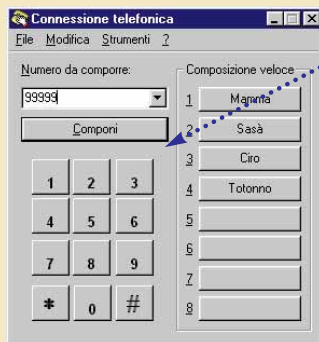 Connessione telefonica
File Modifica Strumenti ?
Numero da comporre:
99999
Componi
1 2 3
4 5 6
7 8 9
* 0 #
Composizione veloce
1 Mamma
2 Sasà
3 Ciro
4 Totonno
5
6
7
8